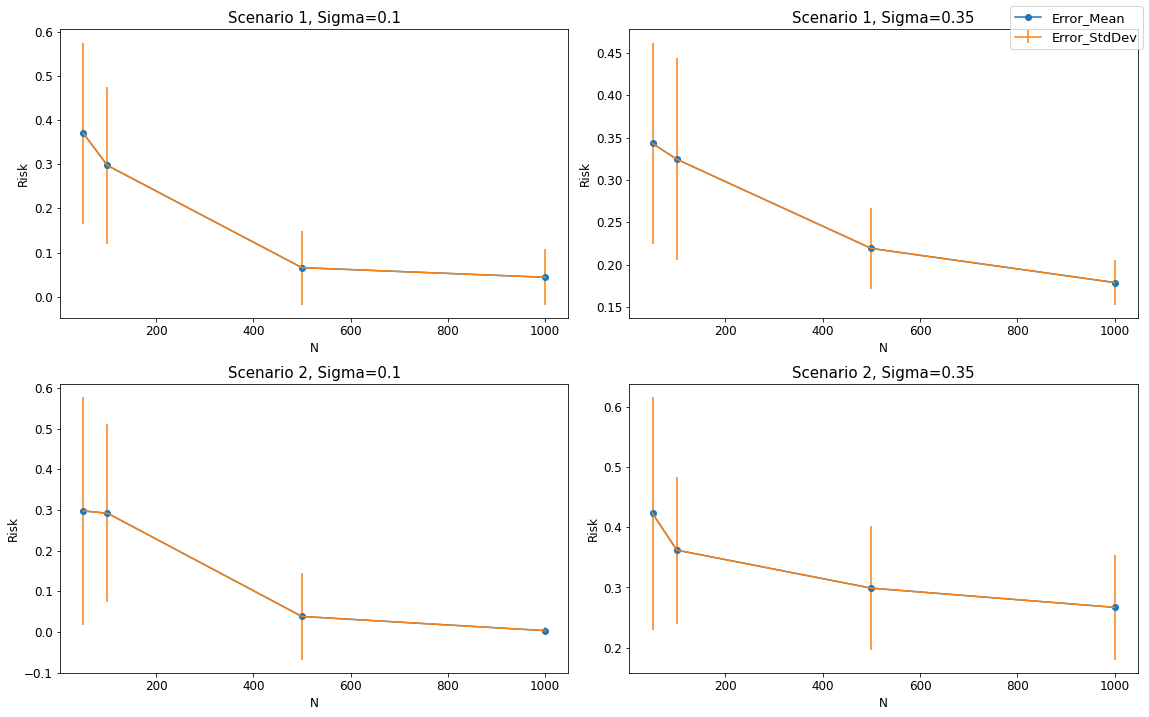 Scenario 1, Sigma=0.1
0.6
0.5
0.4
0.3
0.2
0.1
0.0
Risk
200 400 600 800 1000
N
Scenario 1, Sigma=0.35
Error_Mean
Error_StdDev
0.45
0.40
0.35
0.30
0.25
0.20
0.15
Risk
200 400 600 800 1000
N
Scenario 2, Sigma=0.1
0.6
0.5
0.4
0.3
0.2
0.1
0.0
−0.1
Risk
200 400 600 800 1000
N
Scenario 2, Sigma=0.35
0.6
0.5
0.4
0.3
0.2
Risk
200 400 600 800 1000
N